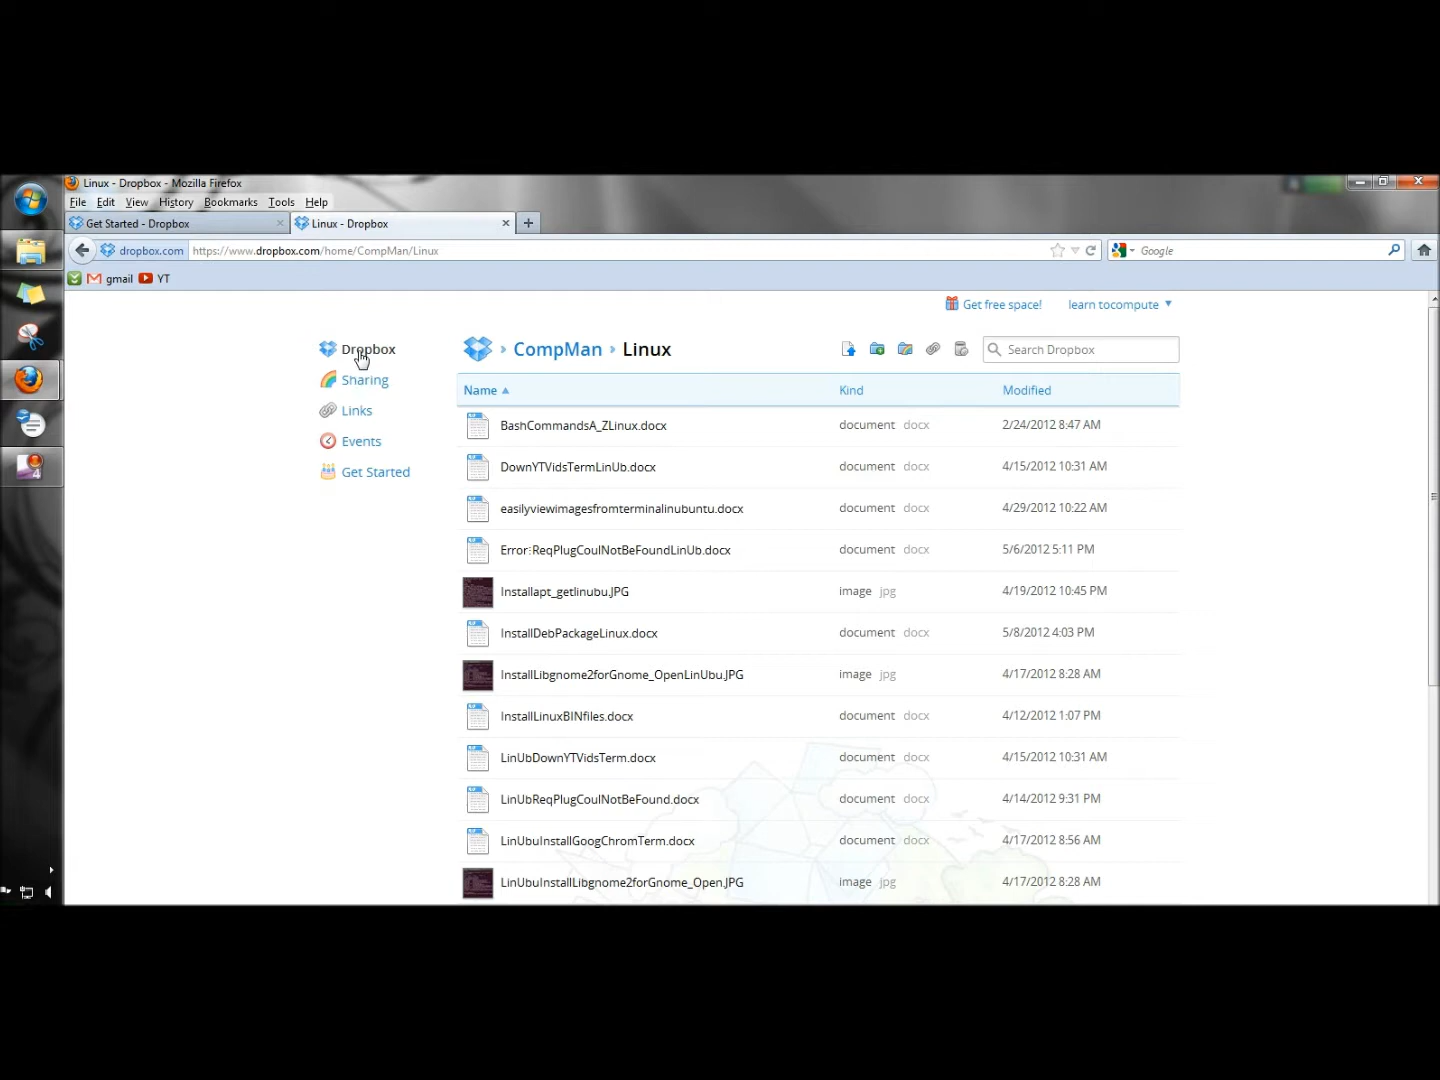 Linux - Dropbox - Mozilla Firefox
File Edit View History Bookmarks Tools Help
Get Started - Dropbox
Linux - Dropbox
dropbox.com https://www.dropbox.com/home/CompMan/Linux
Google
gmail YT
Get free space! learn tocompute
Dropbox
Sharing
Links
Events
Get Started
CompMan › Linux
Search Dropbox
Name Kind Modified
BashCommandsA_ZLinux.docx document docx 2/24/2012 8:47 AM
DownYTVidsTermLinUb.docx document docx 4/15/2012 10:31 AM
easilyviewimagesfromterminalinubuntu.docx document docx 4/29/2012 10:22 AM
Error:ReqPlugCoulNotBeFoundLinUb.docx document docx 5/6/2012 5:11 PM
Installapt_getlinubu.JPG image jpg 4/19/2012 10:45 PM
InstallDebPackageLinux.docx document docx 5/8/2012 4:03 PM
InstallLibgnome2forGnome_OpenLinUbu.JPG image jpg 4/17/2012 8:28 AM
InstallLinuxBINfiles.docx document docx 4/12/2012 1:07 PM
LinUbDownYTVidsTerm.docx document docx 4/15/2012 10:31 AM
LinUbReqPlugCoulNotBeFound.docx document docx 4/14/2012 9:31 PM
LinUbuInstallGoogChromTerm.docx document docx 4/17/2012 8:56 AM
LinUbuInstallLibgnome2forGnome_Open.JPG image jpg 4/17/2012 8:28 AM